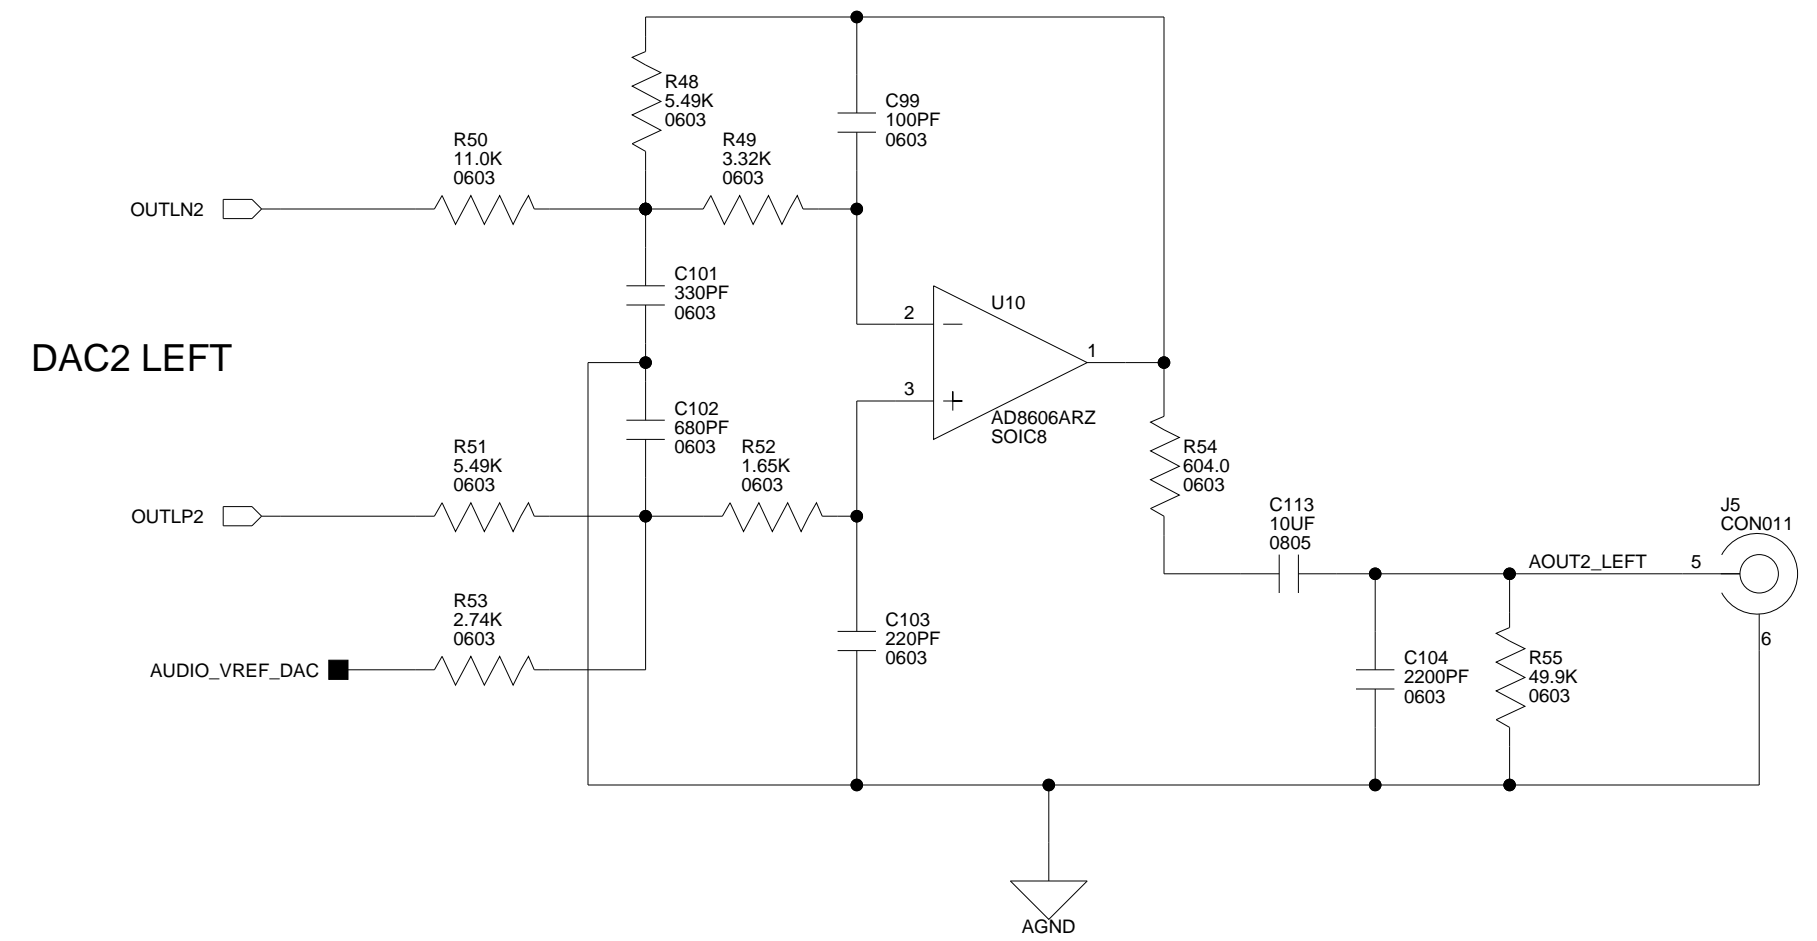 R48
5.49K
0603
C99
100PF
0603
R50
11.0K
0603
R49
3.32K
0603
OUTLN2
C101
330PF
0603
U10
2
DAC2 LEFT
1
3
AD8606ARZ
SOIC8
C102
680PF
0603
R51
5.49K
0603
R52
1.65K
0603
R54
604.0
0603
OUTLP2
C113
10UF
0805
J5
CON011
AOUT2_LEFT
5
R53
2.74K
0603
C103
220PF
0603
6
AUDIO_VREF_DAC
C104
2200PF
0603
R55
49.9K
0603
AGND